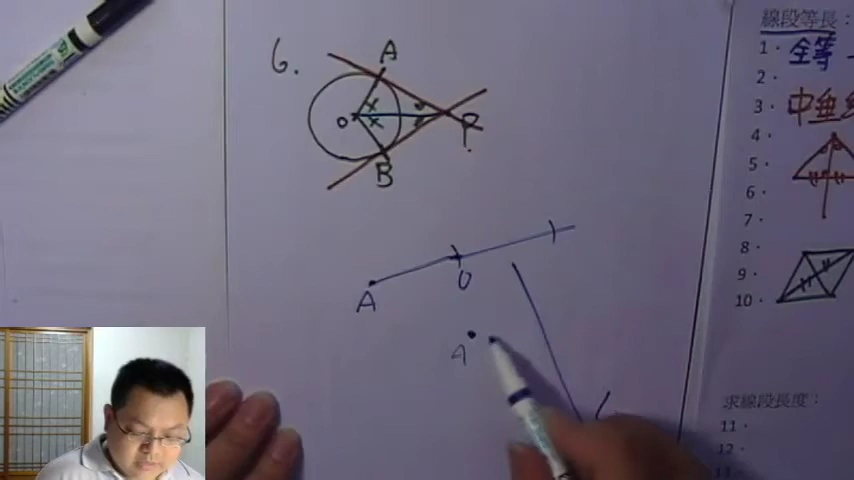 6.
A
O
P
B
A
O
A
線段等長：
1. 全等
2.
3. 中垂
4.
5.
6.
7.
8.
9.
10.
求線段長度：
11.
12.